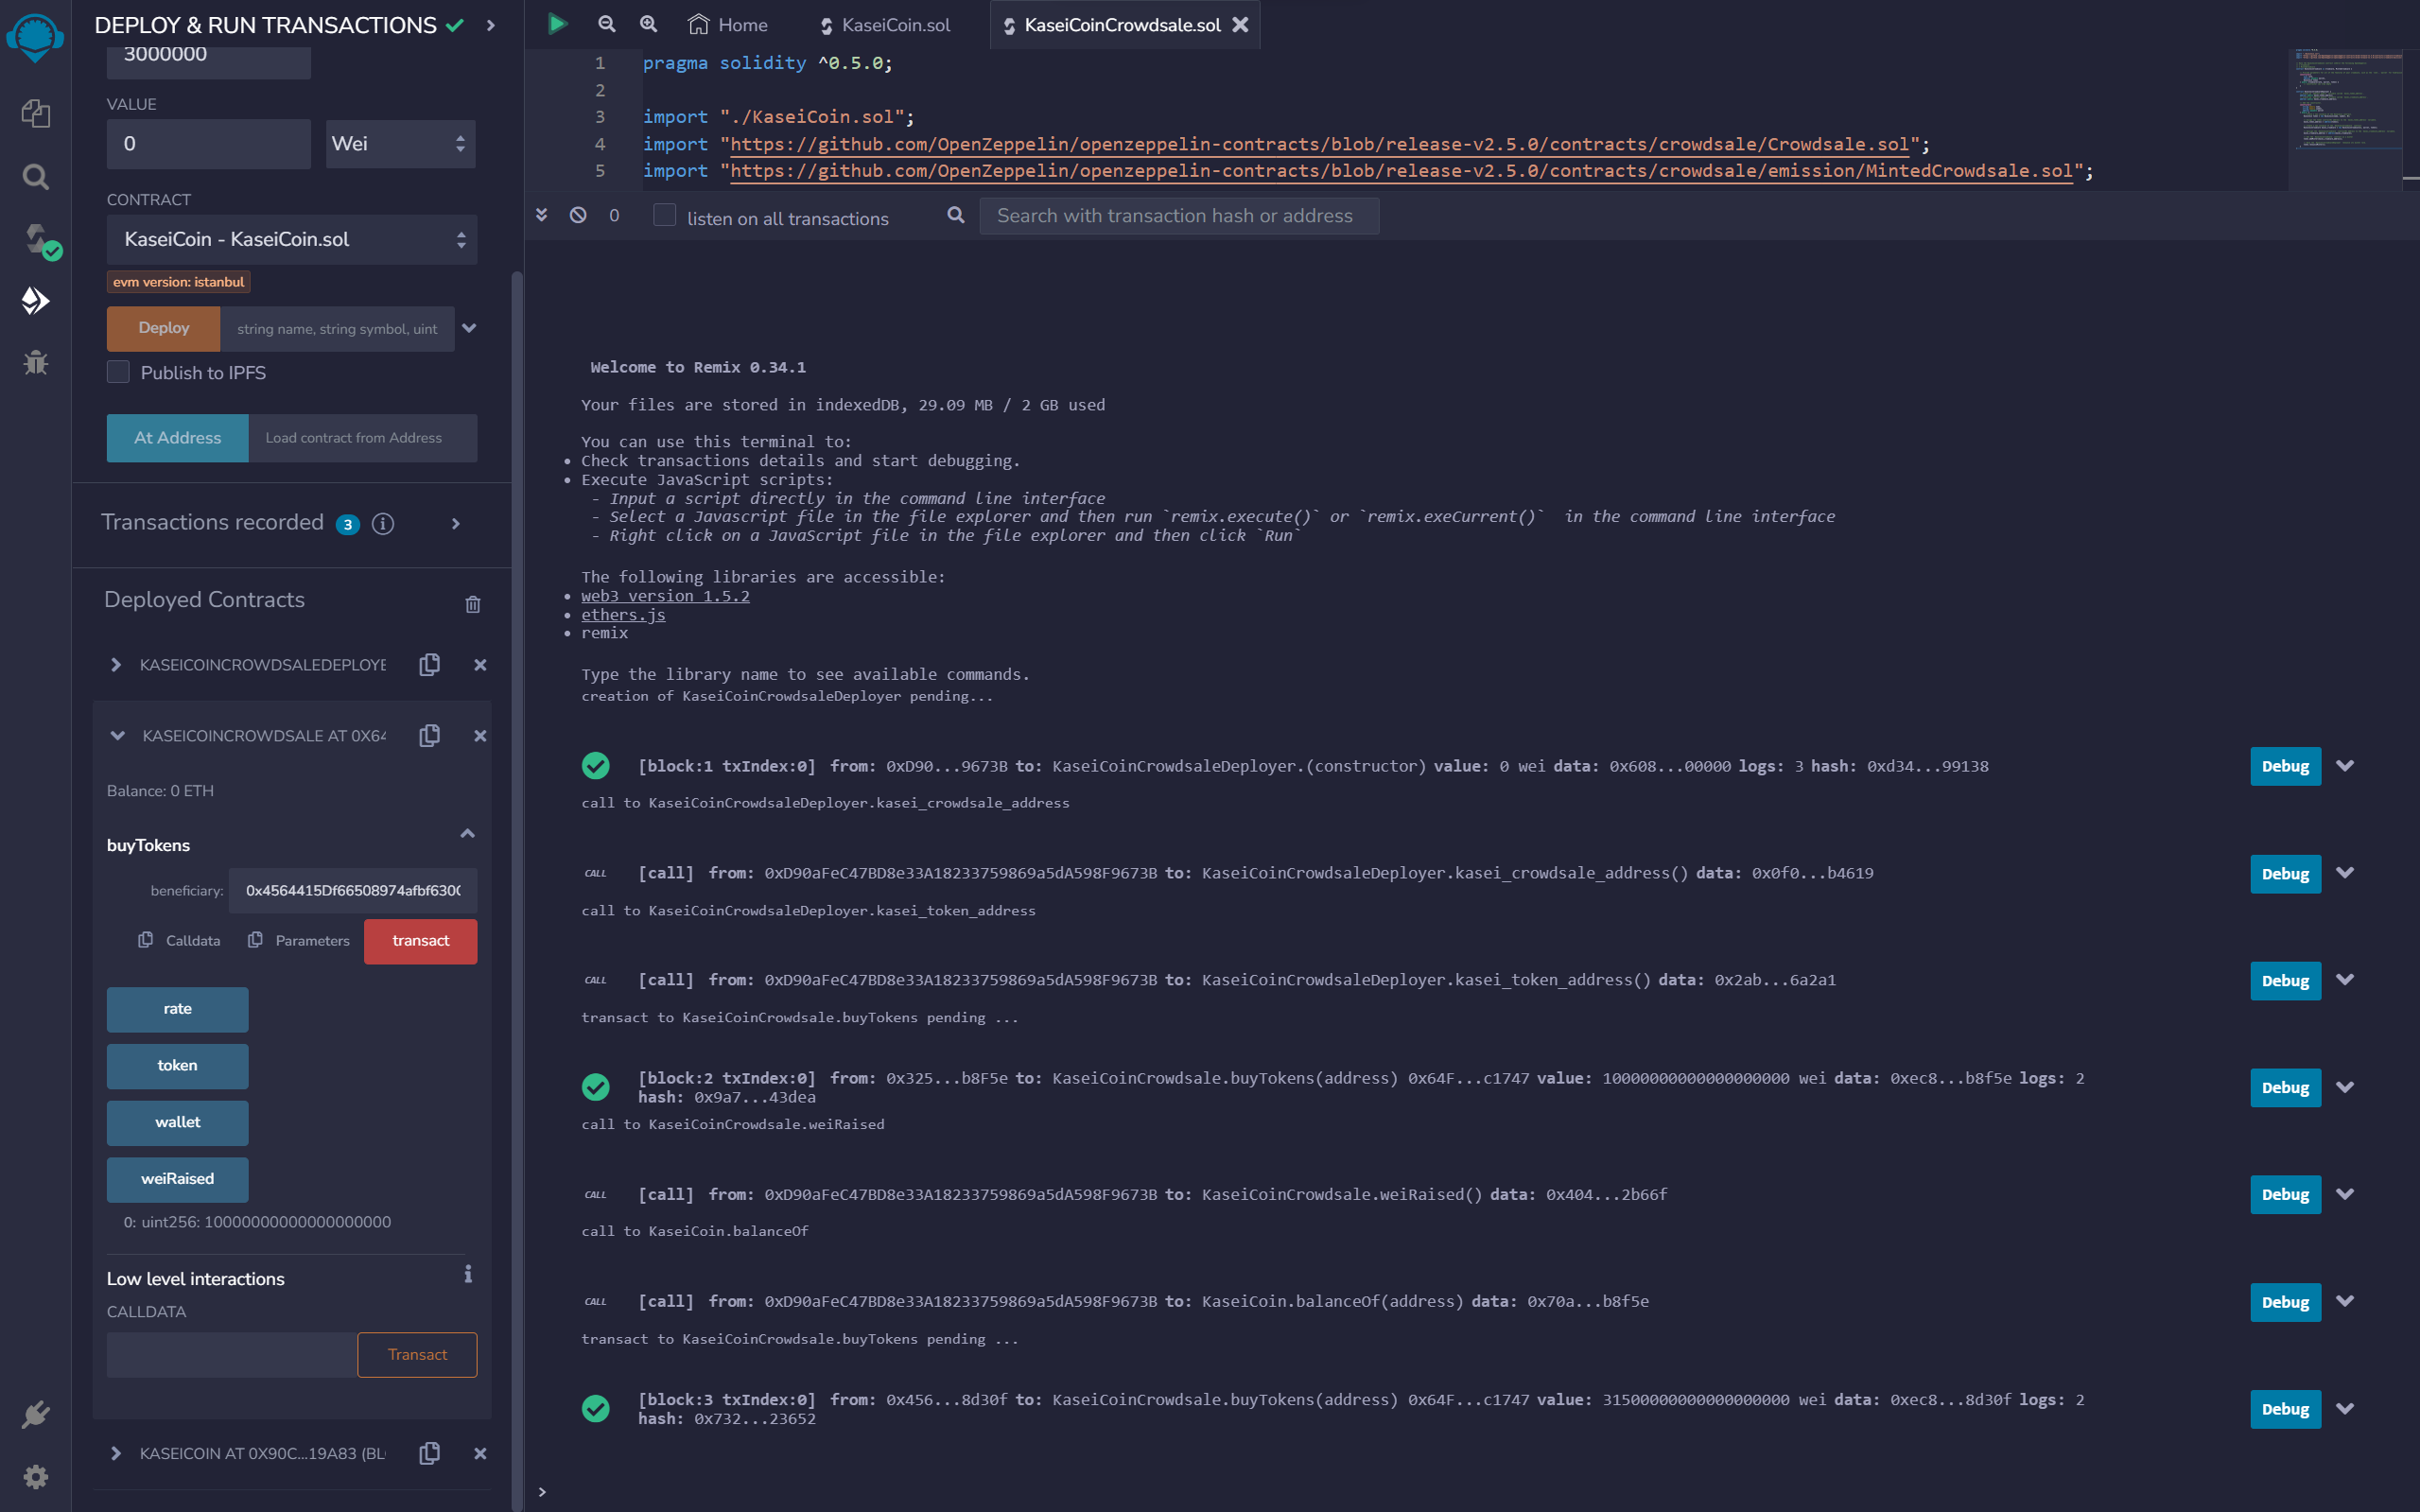 DEPLOY & RUN TRANSACTIONS
3000000
VALUE
0
Wei
CONTRACT
KaseiCoin - KaseiCoin.sol
evm version: istanbul
Deploy
string name, string symbol, uint
Publish to IPFS
At Address
Load contract from Address
Transactions recorded 3
Deployed Contracts
KASEICOINCROWDSALEDEPLOYE
KASEICOINCROWDSALE AT 0X64
Balance: 0 ETH
buyTokens
beneficiary: 0x4564415Df66508974afbf630(
Calldata Parameters transact
rate
token
wallet
weiRaised
0: uint256: 10000000000000000000
Low level interactions
CALLDATA
Transact
KASEICOIN AT 0X90C...19A83 (BL
Home KaseiCoin.sol KaseiCoinCrowdsale.sol
1 pragma solidity ^0.5.0;
2
3 import "./KaseiCoin.sol";
4 import "https://github.com/OpenZeppelin/openzeppelin-contracts/blob/release-v2.5.0/contracts/crowdsale/Crowdsale.sol";
5 import "https://github.com/OpenZeppelin/openzeppelin-contracts/blob/release-v2.5.0/contracts/crowdsale/emission/MintedCrowdsale.sol";
0 listen on all transactions Search with transaction hash or address
Welcome to Remix 0.34.1
Your files are stored in indexedDB, 29.09 MB / 2 GB used
You can use this terminal to:
• Check transactions details and start debugging.
• Execute JavaScript scripts:
- Input a script directly in the command line interface
- Select a Javascript file in the file explorer and then run `remix.execute()` or `remix.exeCurrent()`  in the command line interface
- Right click on a JavaScript file in the file explorer and then click `Run`
The following libraries are accessible:
• web3 version 1.5.2
• ethers.js
• remix
Type the library name to see available commands.
creation of KaseiCoinCrowdsaleDeployer pending...
[block:1 txIndex:0] from: 0xD90...9673B to: KaseiCoinCrowdsaleDeployer.(constructor) value: 0 wei data: 0x608...00000 logs: 3 hash: 0xd34...99138 Debug
call to KaseiCoinCrowdsaleDeployer.kasei_crowdsale_address
CALL [call] from: 0xD90aFeC47BD8e33A18233759869a5dA598F9673B to: KaseiCoinCrowdsaleDeployer.kasei_crowdsale_address() data: 0x0f0...b4619 Debug
call to KaseiCoinCrowdsaleDeployer.kasei_token_address
CALL [call] from: 0xD90aFeC47BD8e33A18233759869a5dA598F9673B to: KaseiCoinCrowdsaleDeployer.kasei_token_address() data: 0x2ab...6a2a1 Debug
transact to KaseiCoinCrowdsale.buyTokens pending ...
[block:2 txIndex:0] from: 0x325...b8F5e to: KaseiCoinCrowdsale.buyTokens(address) 0x64F...c1747 value: 10000000000000000000 wei data: 0xec8...b8f5e logs: 2 Debug
hash: 0x9a7...43dea
call to KaseiCoinCrowdsale.weiRaised
CALL [call] from: 0xD90aFeC47BD8e33A18233759869a5dA598F9673B to: KaseiCoinCrowdsale.weiRaised() data: 0x404...2b66f Debug
call to KaseiCoin.balanceOf
CALL [call] from: 0xD90aFeC47BD8e33A18233759869a5dA598F9673B to: KaseiCoin.balanceOf(address) data: 0x70a...b8f5e Debug
transact to KaseiCoinCrowdsale.buyTokens pending ...
[block:3 txIndex:0] from: 0x456...8d30f to: KaseiCoinCrowdsale.buyTokens(address) 0x64F...c1747 value: 31500000000000000000 wei data: 0xec8...8d30f logs: 2 Debug
hash: 0x732...23652
>